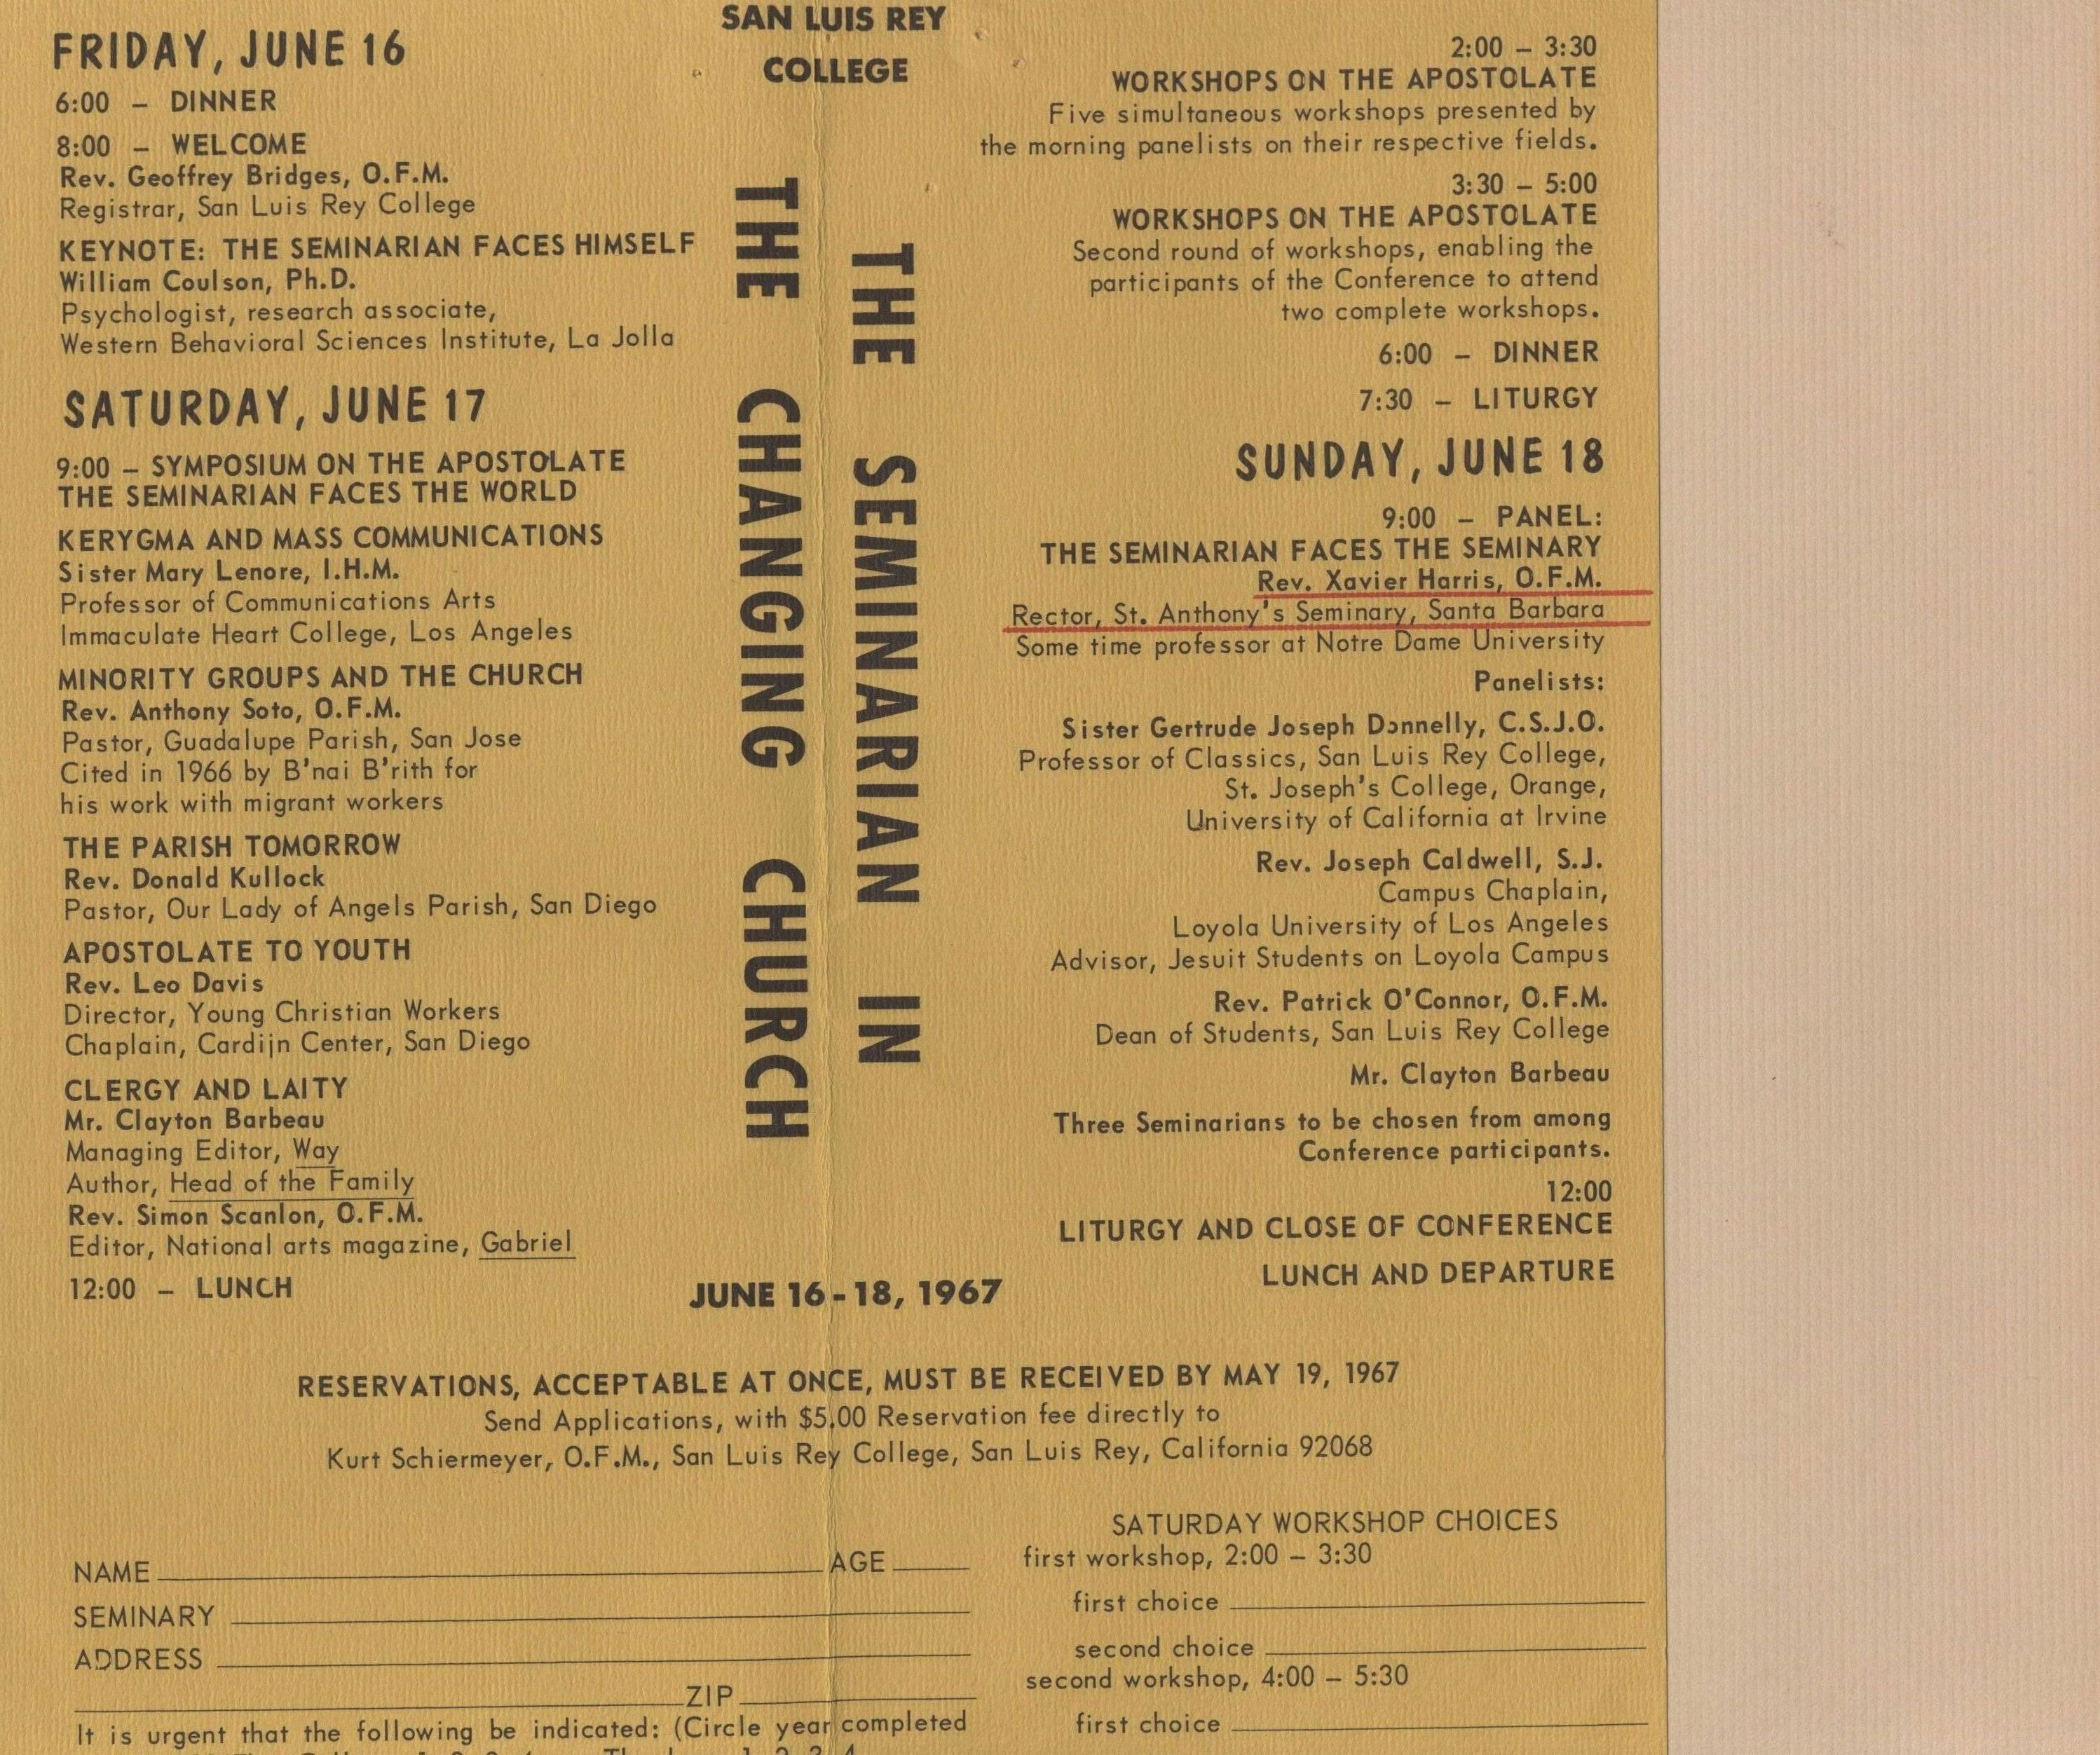 FRIDAY, JUNE 16
6:00 – DINNER
8:00 – WELCOME
Rev. Geoffrey Bridges, O.F.M.
Registrar, San Luis Rey College
KEYNOTE: THE SEMINARIAN FACES HIMSELF
William Coulson, Ph.D.
Psychologist, research associate,
Western Behavioral Sciences Institute, La Jolla
SATURDAY, JUNE 17
9:00 – SYMPOSIUM ON THE APOSTOLATE
THE SEMINARIAN FACES THE WORLD
KERYGMA AND MASS COMMUNICATIONS
Sister Mary Lenore, I.H.M.
Professor of Communications Arts
Immaculate Heart College, Los Angeles
MINORITY GROUPS AND THE CHURCH
Rev. Anthony Soto, O.F.M.
Pastor, Guadalupe Parish, San Jose
Cited in 1966 by B'nai B'rith for
his work with migrant workers
THE PARISH TOMORROW
Rev. Donald Kullock
Pastor, Our Lady of Angels Parish, San Diego
APOSTOLATE TO YOUTH
Rev. Leo Davis
Director, Young Christian Workers
Chaplain, Cardijn Center, San Diego
CLERGY AND LAITY
Mr. Clayton Barbeau
Managing Editor, Way
Author, Head of the Family
Rev. Simon Scanlon, O.F.M.
Editor, National arts magazine, Gabriel
12:00 – LUNCH
SAN LUIS REY
COLLEGE
THE SEMINARIAN IN
THE CHANGING CHURCH
JUNE 16-18, 1967
2:00 – 3:30
WORKSHOPS ON THE APOSTOLATE
Five simultaneous workshops presented by
the morning panelists on their respective fields.
3:30 – 5:00
WORKSHOPS ON THE APOSTOLATE
Second round of workshops, enabling the
participants of the Conference to attend
two complete workshops.
6:00 – DINNER
7:30 – LITURGY
SUNDAY, JUNE 18
9:00 – PANEL:
THE SEMINARIAN FACES THE SEMINARY
Rev. Xavier Harris, O.F.M.
Rector, St. Anthony's Seminary, Santa Barbara
Some time professor at Notre Dame University
Panelists:
Sister Gertrude Joseph Donnelly, C.S.J.O.
Professor of Classics, San Luis Rey College,
St. Joseph's College, Orange,
University of California at Irvine
Rev. Joseph Caldwell, S.J.
Campus Chaplain,
Loyola University of Los Angeles
Advisor, Jesuit Students on Loyola Campus
Rev. Patrick O'Connor, O.F.M.
Dean of Students, San Luis Rey College
Mr. Clayton Barbeau
Three Seminarians to be chosen from among
Conference participants.
12:00
LITURGY AND CLOSE OF CONFERENCE
LUNCH AND DEPARTURE
RESERVATIONS, ACCEPTABLE AT ONCE, MUST BE RECEIVED BY MAY 19, 1967
Send Applications, with $5.00 Reservation fee directly to
Kurt Schiermeyer, O.F.M., San Luis Rey College, San Luis Rey, California 92068
NAME AGE
SEMINARY
ADDRESS
ZIP
It is urgent that the following be indicated: (Circle year completed
SATURDAY WORKSHOP CHOICES
first workshop, 2:00 – 3:30
first choice
second choice
second workshop, 4:00 – 5:30
first choice